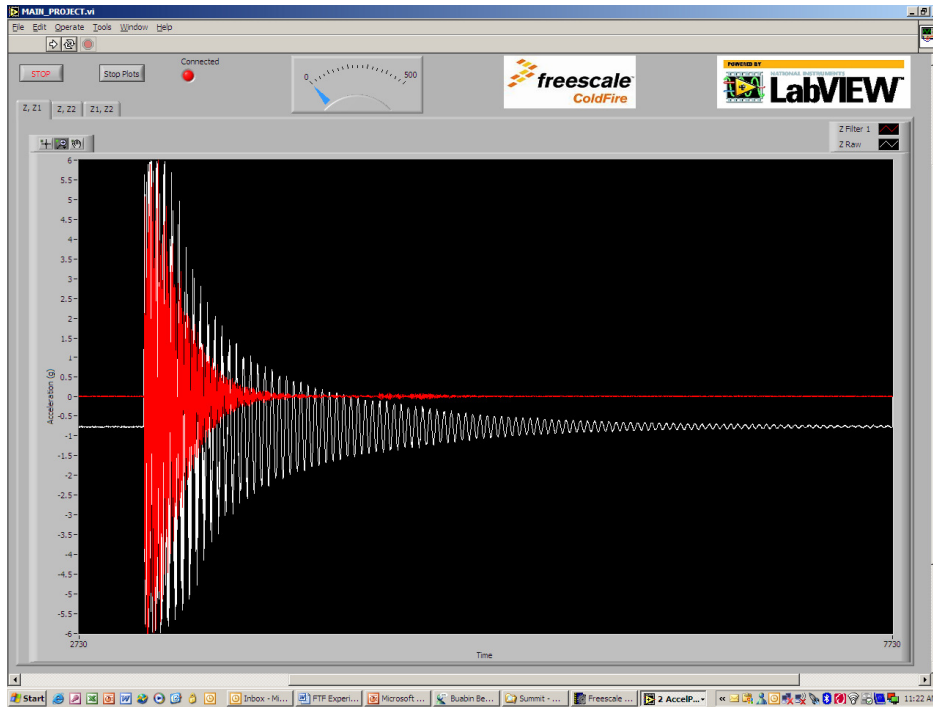 MAIN_PROJECT.vi
File Edit Operate Tools Window Help
STOP
Stop Plots
Connected
0
500
freescale
ColdFire
POWERED BY
NATIONAL INSTRUMENTS
LabVIEW
Z, Z1
Z, Z2
Z1, Z2
Z Filter 1
Z Raw
6
5.5
5
4.5
4
3.5
3
2.5
2
1.5
1
0.5
0
-0.5
-1
-1.5
-2
-2.5
-3
-3.5
-4
-4.5
-5
-5.5
-6
Acceleration (g)
2730
7730
Time
Start
Inbox - Mi...
FTP Experi...
Microsoft ...
Buabin Be...
Summit - ...
Freescale ...
2 AccelP...
11:22 AM